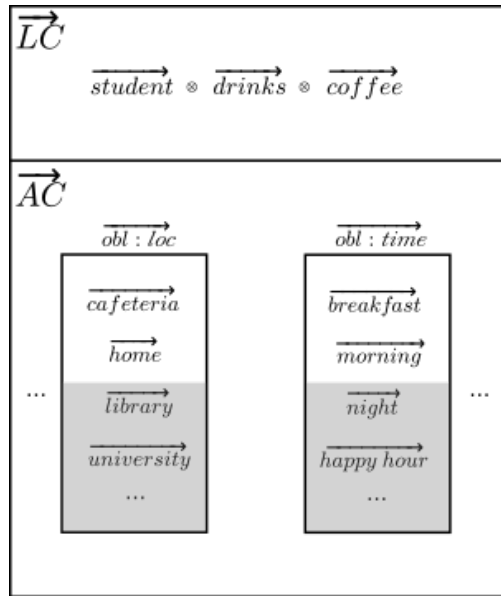 LC
student ⊗ drinks ⊗ coffee
AC
obl : loc obl : time
cafeteria breakfast
home morning
... library night ...
university happy hour
... ...